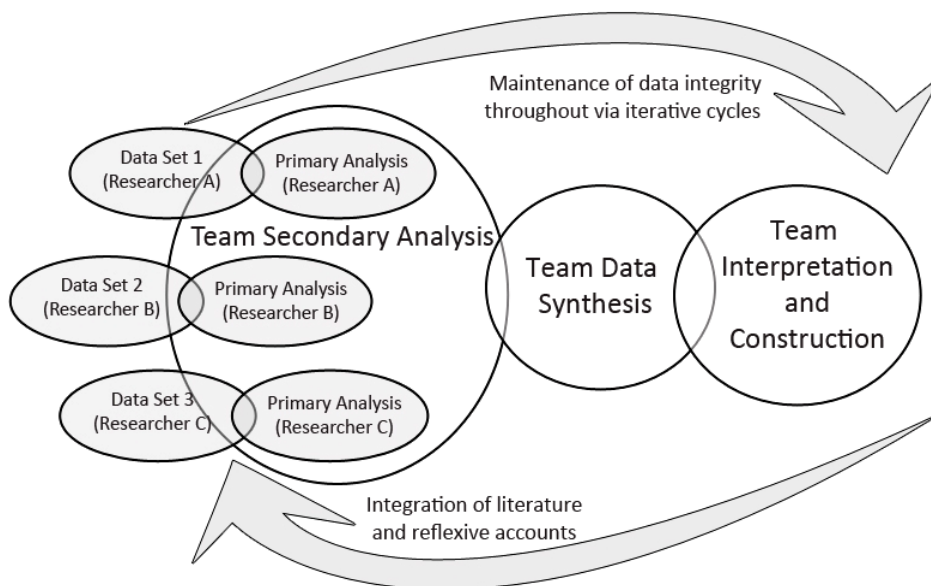 Maintenance of data integrity
throughout via iterative cycles
Data Set 1
(Researcher A)
Primary Analysis
(Researcher A)
Team Secondary Analysis
Data Set 2
(Researcher B)
Primary Analysis
(Researcher B)
Data Set 3
(Researcher C)
Primary Analysis
(Researcher C)
Team Data
Synthesis
Team
Interpretation
and
Construction
Integration of literature
and reflexive accounts